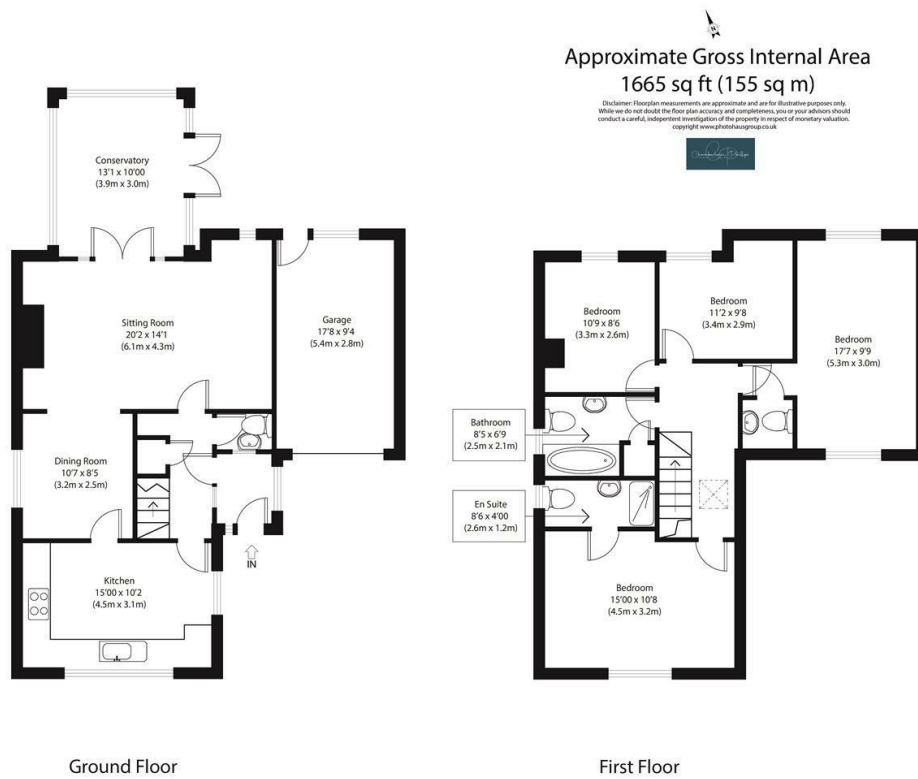 N
Approximate Gross Internal Area
1665 sq ft (155 sq m)
Disclaimer: Floorplan measurements are approximate and are for illustrative purposes only.
While we do not doubt the floor plan accuracy and completeness, you or your advisors should
conduct a careful, indepentent investigation of the property in respect of monetary valuation.
copyright www.photohausgroup.co.uk
Conservatory
13'1 x 10'00
(3.9m x 3.0m)
Sitting Room
20'2 x 14'1
(6.1m x 4.3m)
Garage
17'8 x 9'4
(5.4m x 2.8m)
Dining Room
10'7 x 8'5
(3.2m x 2.5m)
IN
Kitchen
15'00 x 10'2
(4.5m x 3.1m)
Ground Floor
Bedroom
10'9 x 8'6
(3.3m x 2.6m)
Bedroom
11'2 x 9'8
(3.4m x 2.9m)
Bedroom
17'7 x 9'9
(5.3m x 3.0m)
Bathroom
8'5 x 6'9
(2.5m x 2.1m)
En Suite
8'6 x 4'00
(2.6m x 1.2m)
Bedroom
15'00 x 10'8
(4.5m x 3.2m)
First Floor